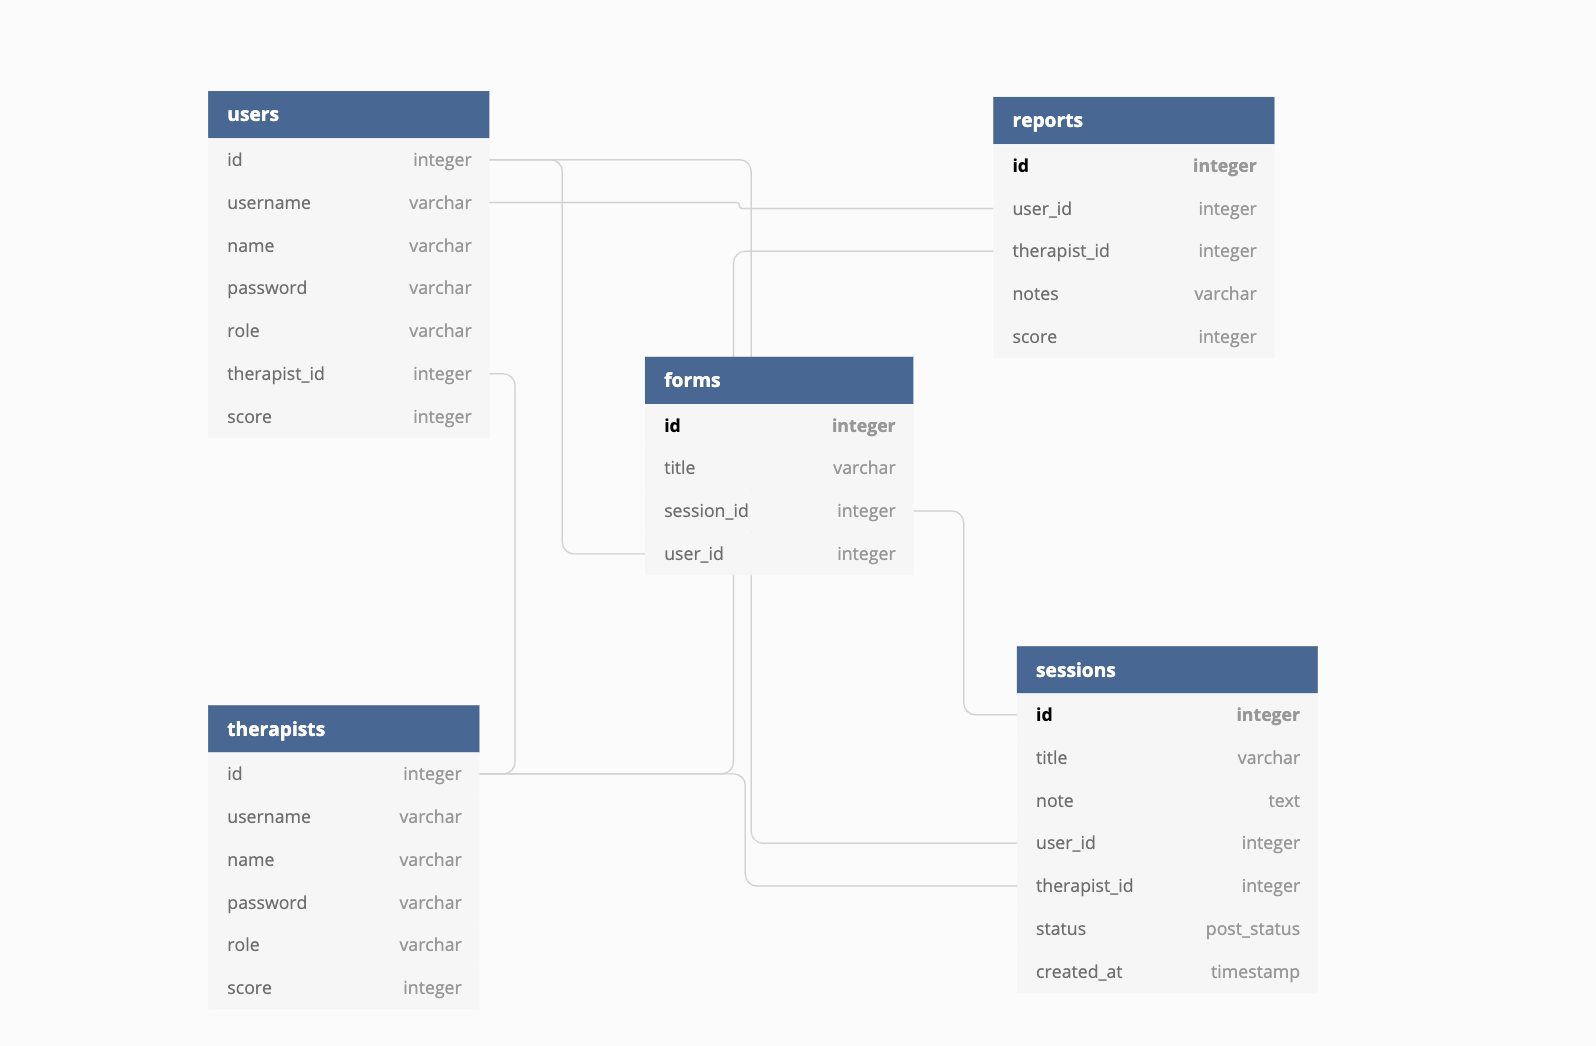 users
id integer
username varchar
name varchar
password varchar
role varchar
therapist_id integer
score integer
reports
id integer
user_id integer
therapist_id integer
notes varchar
score integer
forms
id integer
title varchar
session_id integer
user_id integer
therapists
id integer
username varchar
name varchar
password varchar
role varchar
score integer
sessions
id integer
title varchar
note text
user_id integer
therapist_id integer
status post_status
created_at timestamp